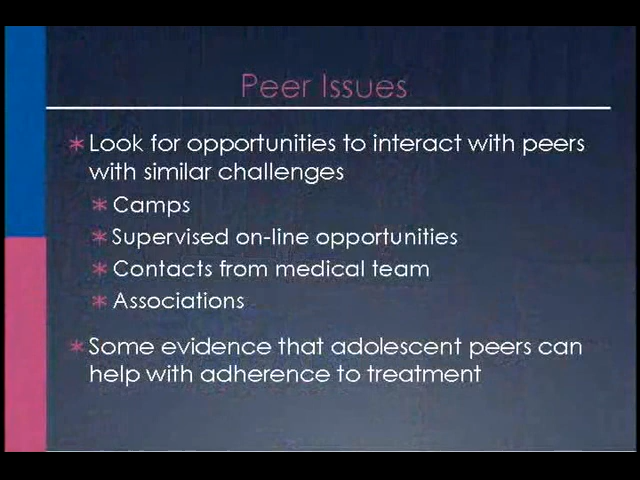 Peer Issues
Look for opportunities to interact with peers
with similar challenges
Camps
Supervised on-line opportunities
Contacts from medical team
Associations
Some evidence that adolescent peers can
help with adherence to treatment